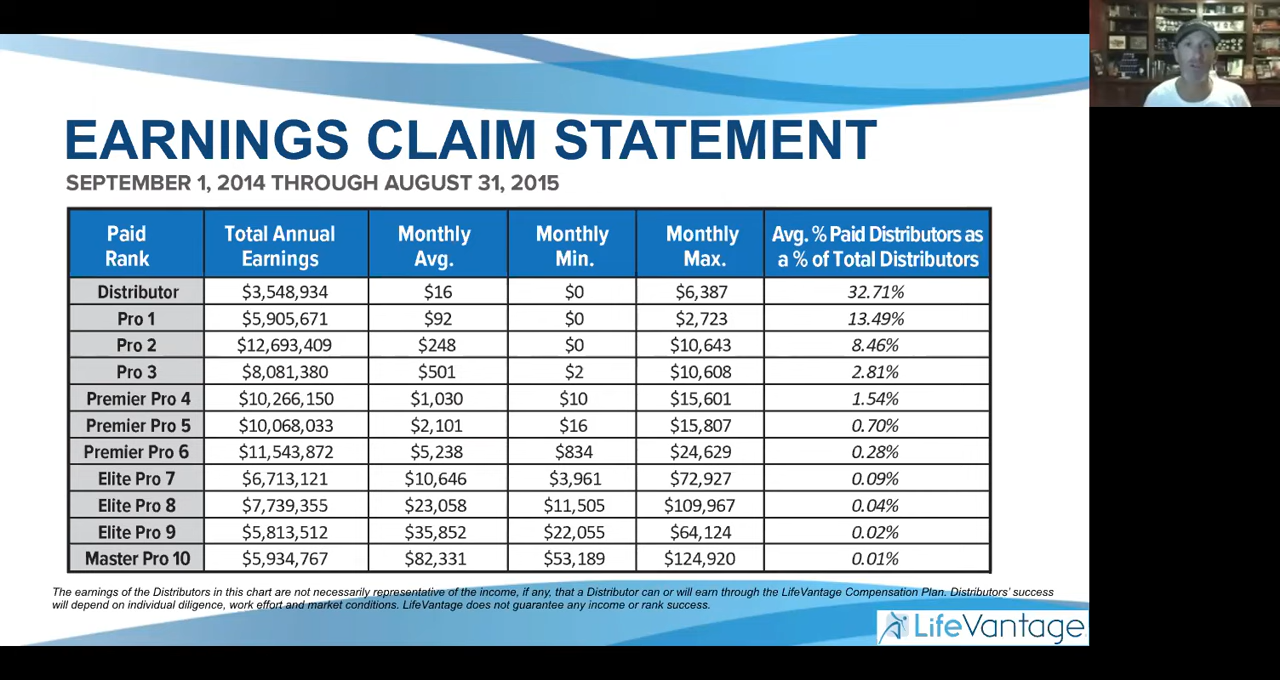 EARNINGS CLAIM STATEMENT
SEPTEMBER 1, 2014 THROUGH AUGUST 31, 2015
Paid Rank Total Annual Earnings Monthly Avg. Monthly Min. Monthly Max. Avg. % Paid Distributors as a % of Total Distributors
Distributor $3,548,934 $16 $0 $6,387 32.71%
Pro 1 $5,905,671 $92 $0 $2,723 13.49%
Pro 2 $12,693,409 $248 $0 $10,643 8.46%
Pro 3 $8,081,380 $501 $2 $10,608 2.81%
Premier Pro 4 $10,266,150 $1,030 $10 $15,601 1.54%
Premier Pro 5 $10,068,033 $2,101 $16 $15,807 0.70%
Premier Pro 6 $11,543,872 $5,238 $834 $24,629 0.28%
Elite Pro 7 $6,713,121 $10,646 $3,961 $72,927 0.09%
Elite Pro 8 $7,739,355 $23,058 $11,505 $109,967 0.04%
Elite Pro 9 $5,813,512 $35,852 $22,055 $64,124 0.02%
Master Pro 10 $5,934,767 $82,331 $53,189 $124,920 0.01%
The earnings of the Distributors in this chart are not necessarily representative of the income, if any, that a Distributor can or will earn through the LifeVantage Compensation Plan. Distributors' success
will depend on individual diligence, work effort and market conditions. LifeVantage does not guarantee any income or rank success.
LifeVantage